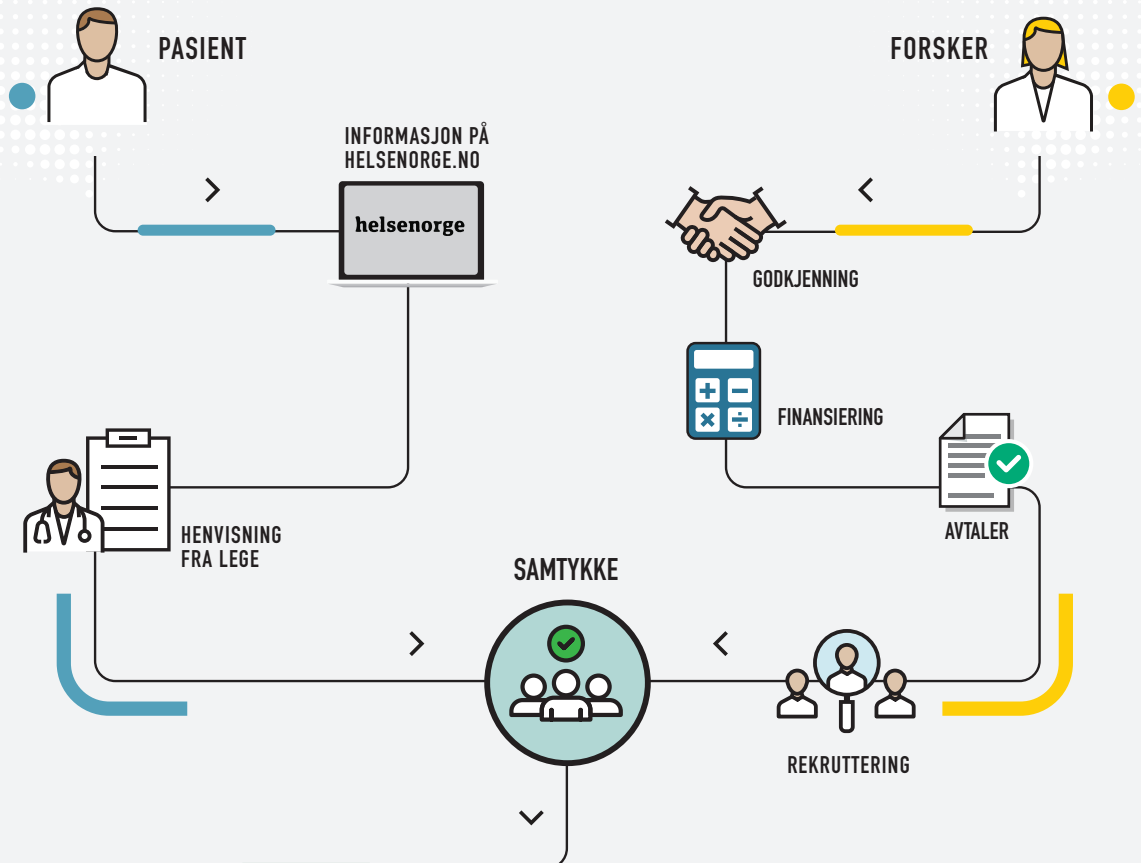 PASIENT
FORSKER
INFORMASJON PÅ
HELSENORGE.NO
helsenorge
GODKJENNING
FINANSIERING
HENVISNING
FRA LEGE
AVTALER
SAMTYKKE
REKRUTTERING